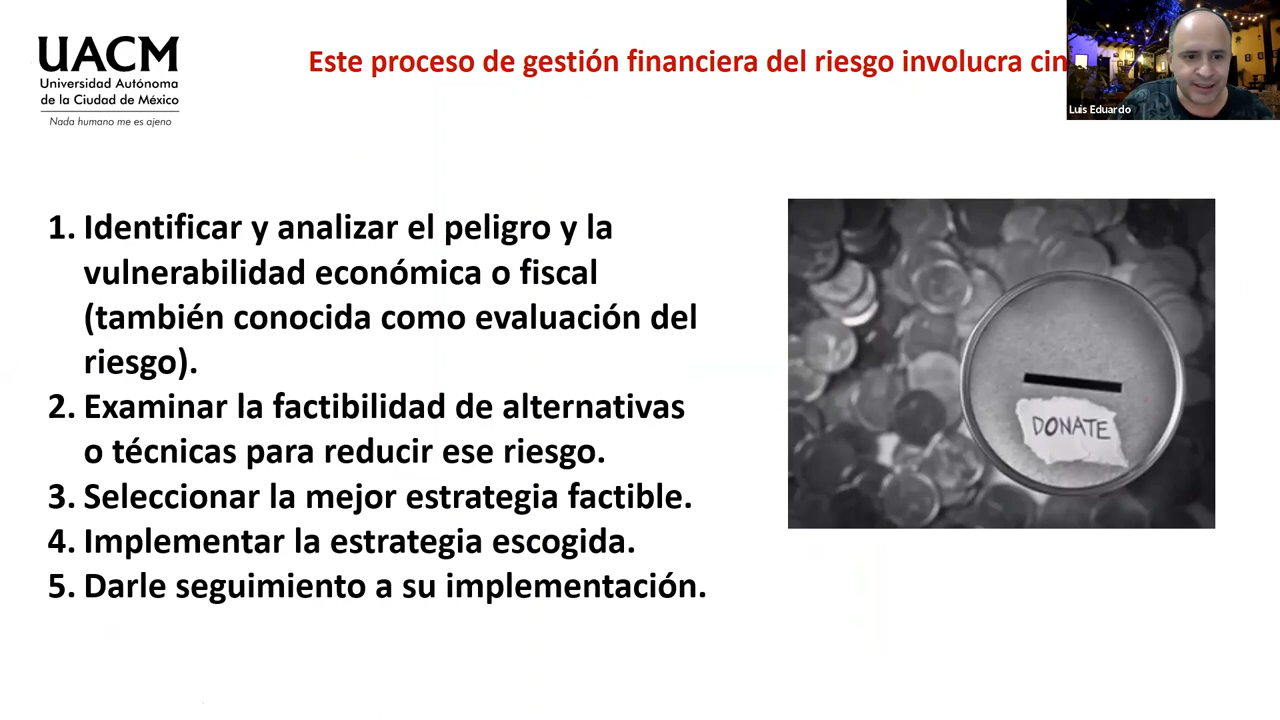 UACM
Universidad Autónoma
de la Ciudad de México
Nada humano me es ajeno
Este proceso de gestión financiera del riesgo involucra
Luis Eduardo
1. Identificar y analizar el peligro y la
vulnerabilidad económica o fiscal
(también conocida como evaluación del
riesgo).
2. Examinar la factibilidad de alternativas
o técnicas para reducir ese riesgo.
3. Seleccionar la mejor estrategia factible.
4. Implementar la estrategia escogida.
5. Darle seguimiento a su implementación.
DONATE